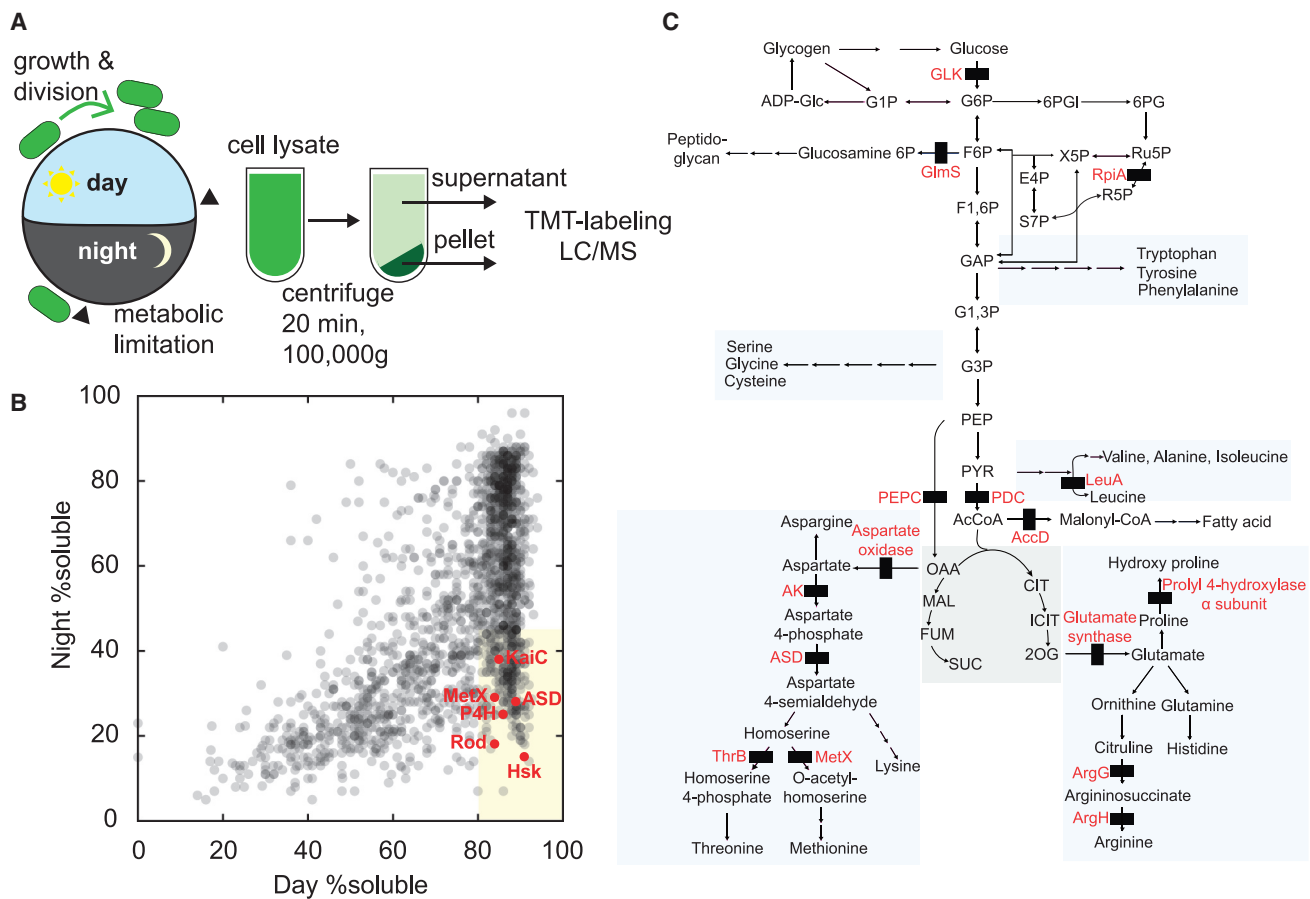 A
growth &
division
day
night
metabolic
limitation
cell lysate
centrifuge
20 min,
100,000g
supernatant
pellet
TMT-labeling
LC/MS
B
Night %soluble
100
80
60
40
20
0
0
20
40
60
80
100
Day %soluble
KaiC
MetX
ASD
P4H
Rod
Hsk
C
Glycogen
Glucose
GLK
ADP-Glc
G1P
G6P
6PGI
6PG
Peptido-
glycan
Glucosamine 6P
GlmS
F6P
X5P
Ru5P
E4P
RpiA
R5P
S7P
F1,6P
GAP
Tryptophan
Tyrosine
Phenylalanine
G1,3P
Serine
Glycine
Cysteine
G3P
PEP
PYR
Valine, Alanine, Isoleucine
LeuA
Leucine
PEPC
PDC
AcCoA
Malonyl-CoA
Fatty acid
AccD
Aspargine
Aspartate
oxidase
Aspartate
OAA
AK
MAL
CIT
Aspartate
4-phosphate
FUM
ICIT
SUC
2OG
ASD
Aspartate
4-semialdehyde
Hydroxy proline
Prolyl 4-hydroxylase
α subunit
Proline
Glutamate
synthase
Glutamate
Ornithine
Glutamine
Citruline
Histidine
ArgG
Argininosuccinate
ArgH
Arginine
Homoserine
ThrB
MetX
Lysine
Homoserine
4-phosphate
O-acetyl-
homoserine
Threonine
Methionine